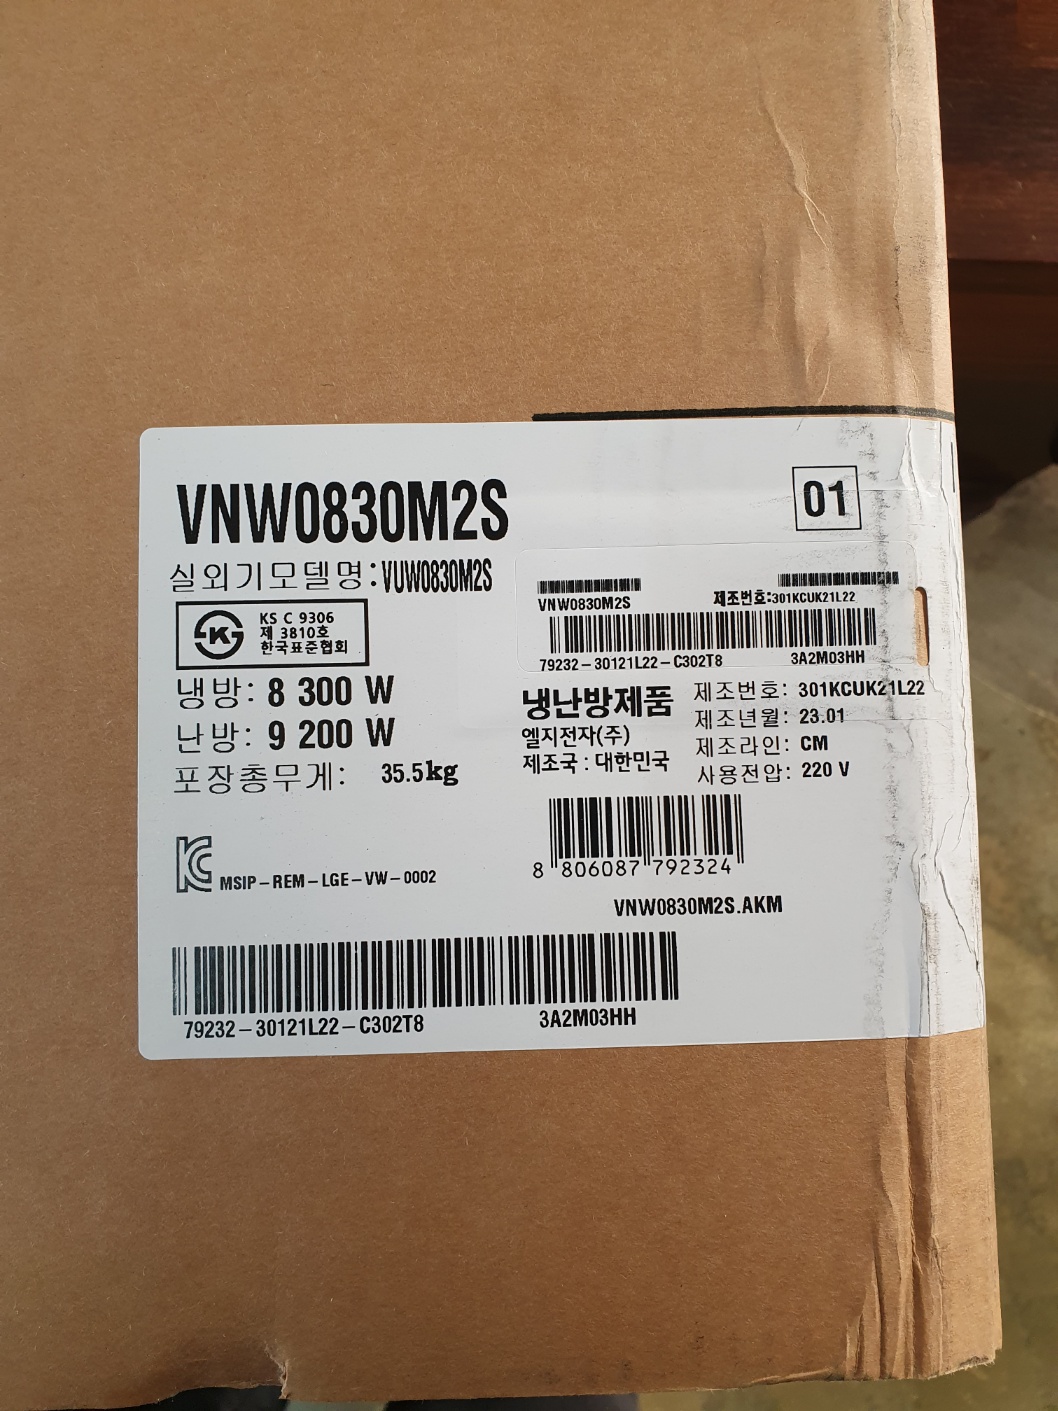 VNW0830M2S
01
실외기모델명:VUW0830M2S
KS C 9306
제 3810호
한국표준협회
VNW0830M2S 제조번호:301KCUK21L22
79232-30121L22-C302T8 3A2M03HH
냉방: 8 300 W
난방: 9 200 W
포장총무게: 35.5kg
냉난방제품
엘지전자(주)
제조국 : 대한민국
제조번호: 301KCUK21L22
제조년월: 23.01
제조라인: CM
사용전압: 220 V
MSIP-REM-LGE-VW-0002
8 806087 792324
VNW0830M2S.AKM
79232-30121L22-C302T8 3A2M03HH